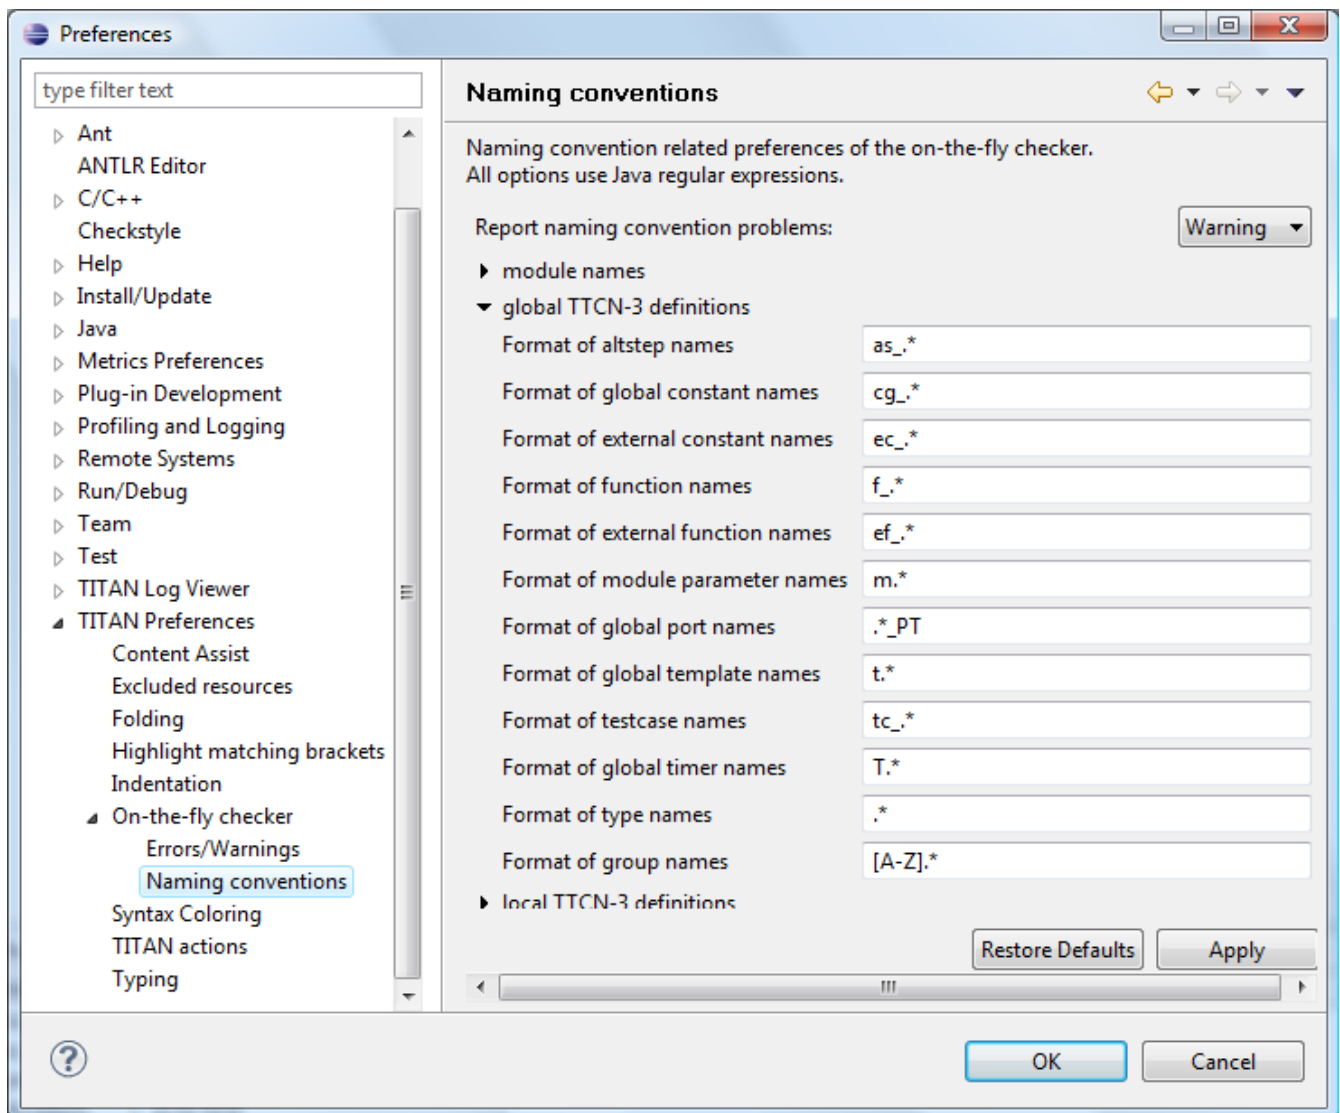 Preferences
type filter text
Ant
ANTLR Editor
C/C++
Checkstyle
Help
Install/Update
Java
Metrics Preferences
Plug-in Development
Profiling and Logging
Remote Systems
Run/Debug
Team
Test
TITAN Log Viewer
TITAN Preferences
Content Assist
Excluded resources
Folding
Highlight matching brackets
Indentation
On-the-fly checker
Errors/Warnings
Naming conventions
Syntax Coloring
TITAN actions
Typing
Naming conventions
Naming convention related preferences of the on-the-fly checker.
All options use Java regular expressions.
Report naming convention problems: Warning
module names
global TTCN-3 definitions
Format of altstep names as_.*
Format of global constant names cg_.*
Format of external constant names ec_.*
Format of function names f_.*
Format of external function names ef_.*
Format of module parameter names m.*
Format of global port names .*_PT
Format of global template names t.*
Format of testcase names tc_.*
Format of global timer names T.*
Format of type names .*
Format of group names [A-Z].*
local TTCN-3 definitions
Restore Defaults Apply
OK Cancel